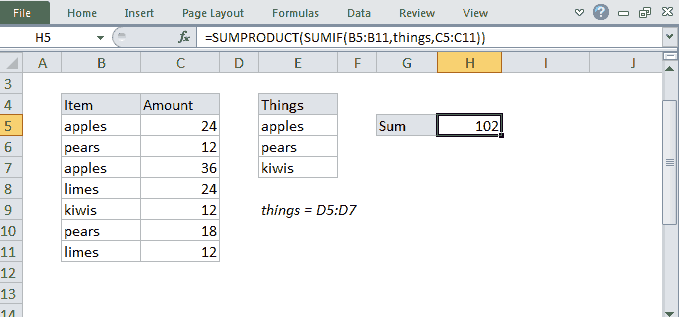 File Home Insert Page Layout Formulas Data Review View
H5 fx =SUMPRODUCT(SUMIF(B5:B11,things,C5:C11))
A B C D E F G H I J
3
4 Item Amount Things
5 apples 24 apples Sum 102
6 pears 12 pears
7 apples 36 kiwis
8 limes 24
9 kiwis 12 things = D5:D7
10 pears 18
11 limes 12
12
13
14